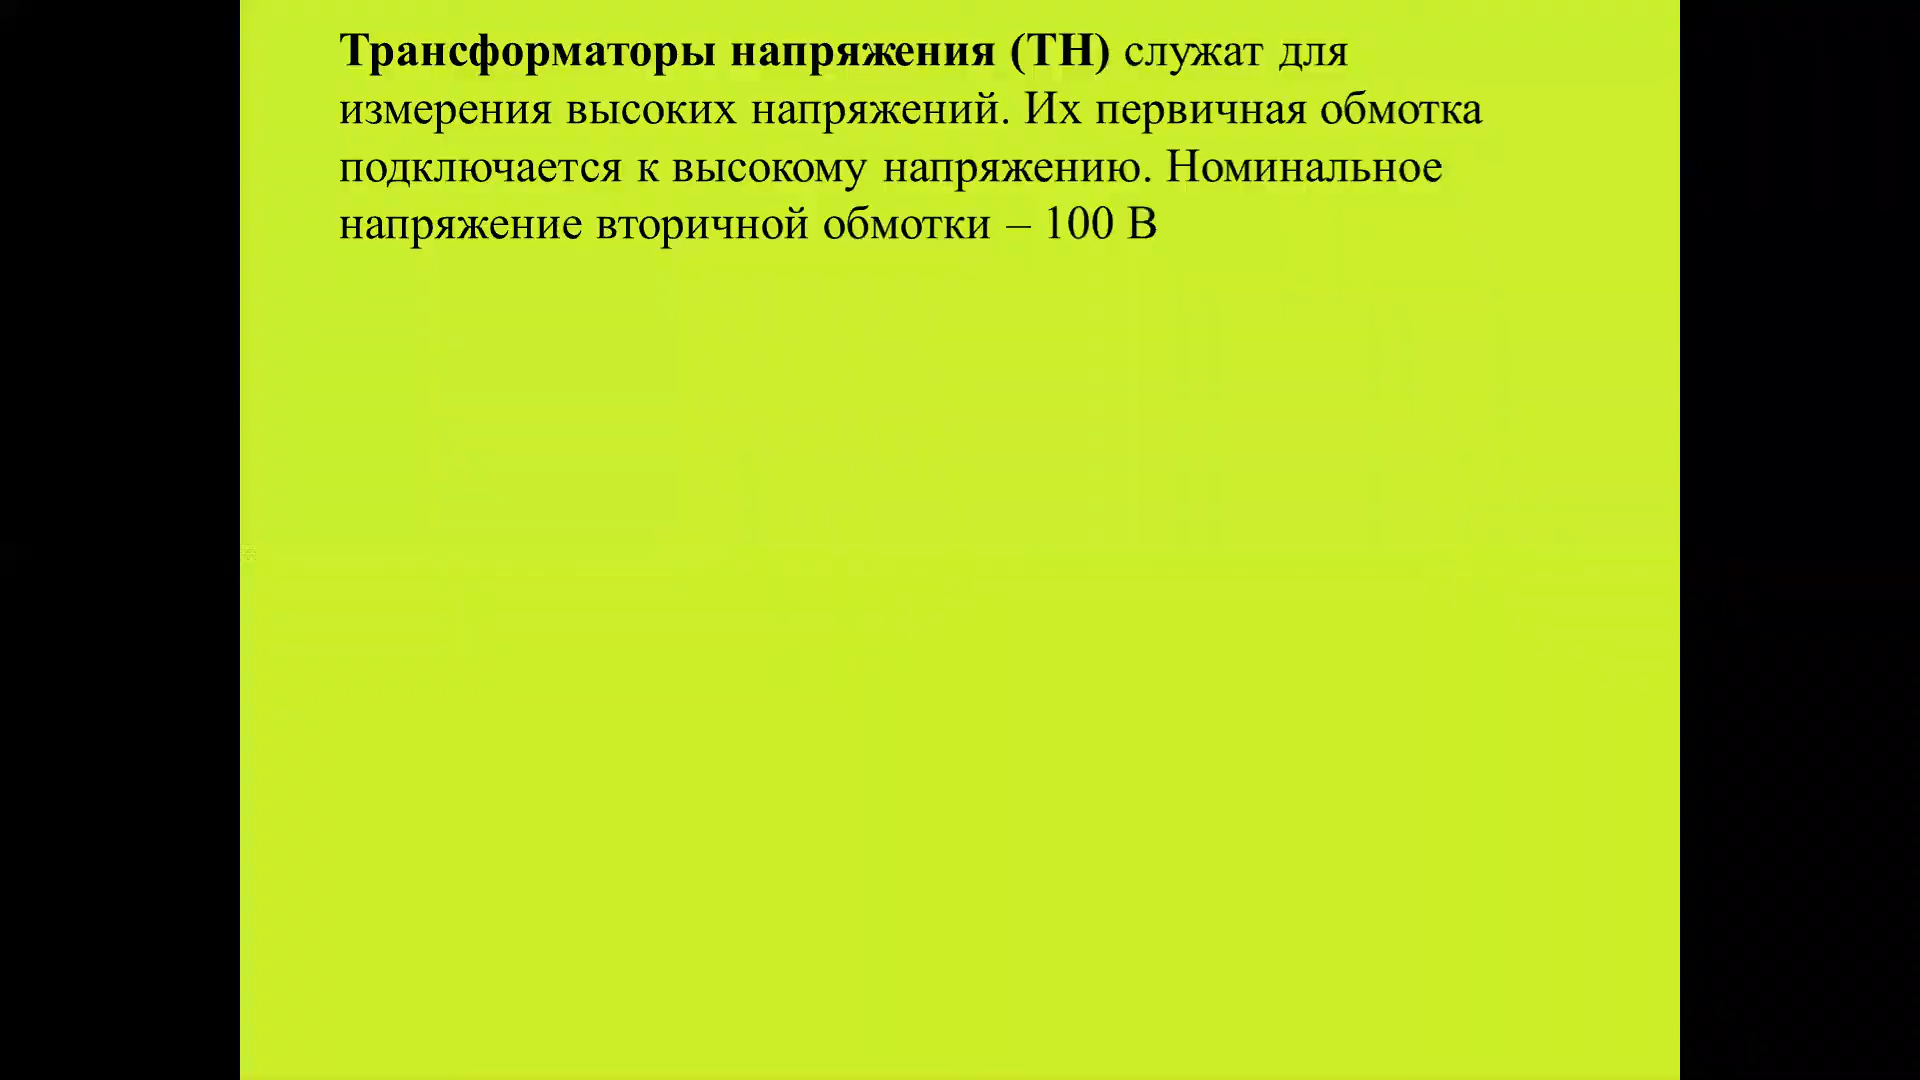 Трансформаторы напряжения (ТН) служат для
измерения высоких напряжений. Их первичная обмотка
подключается к высокому напряжению. Номинальное
напряжение вторичной обмотки – 100 В